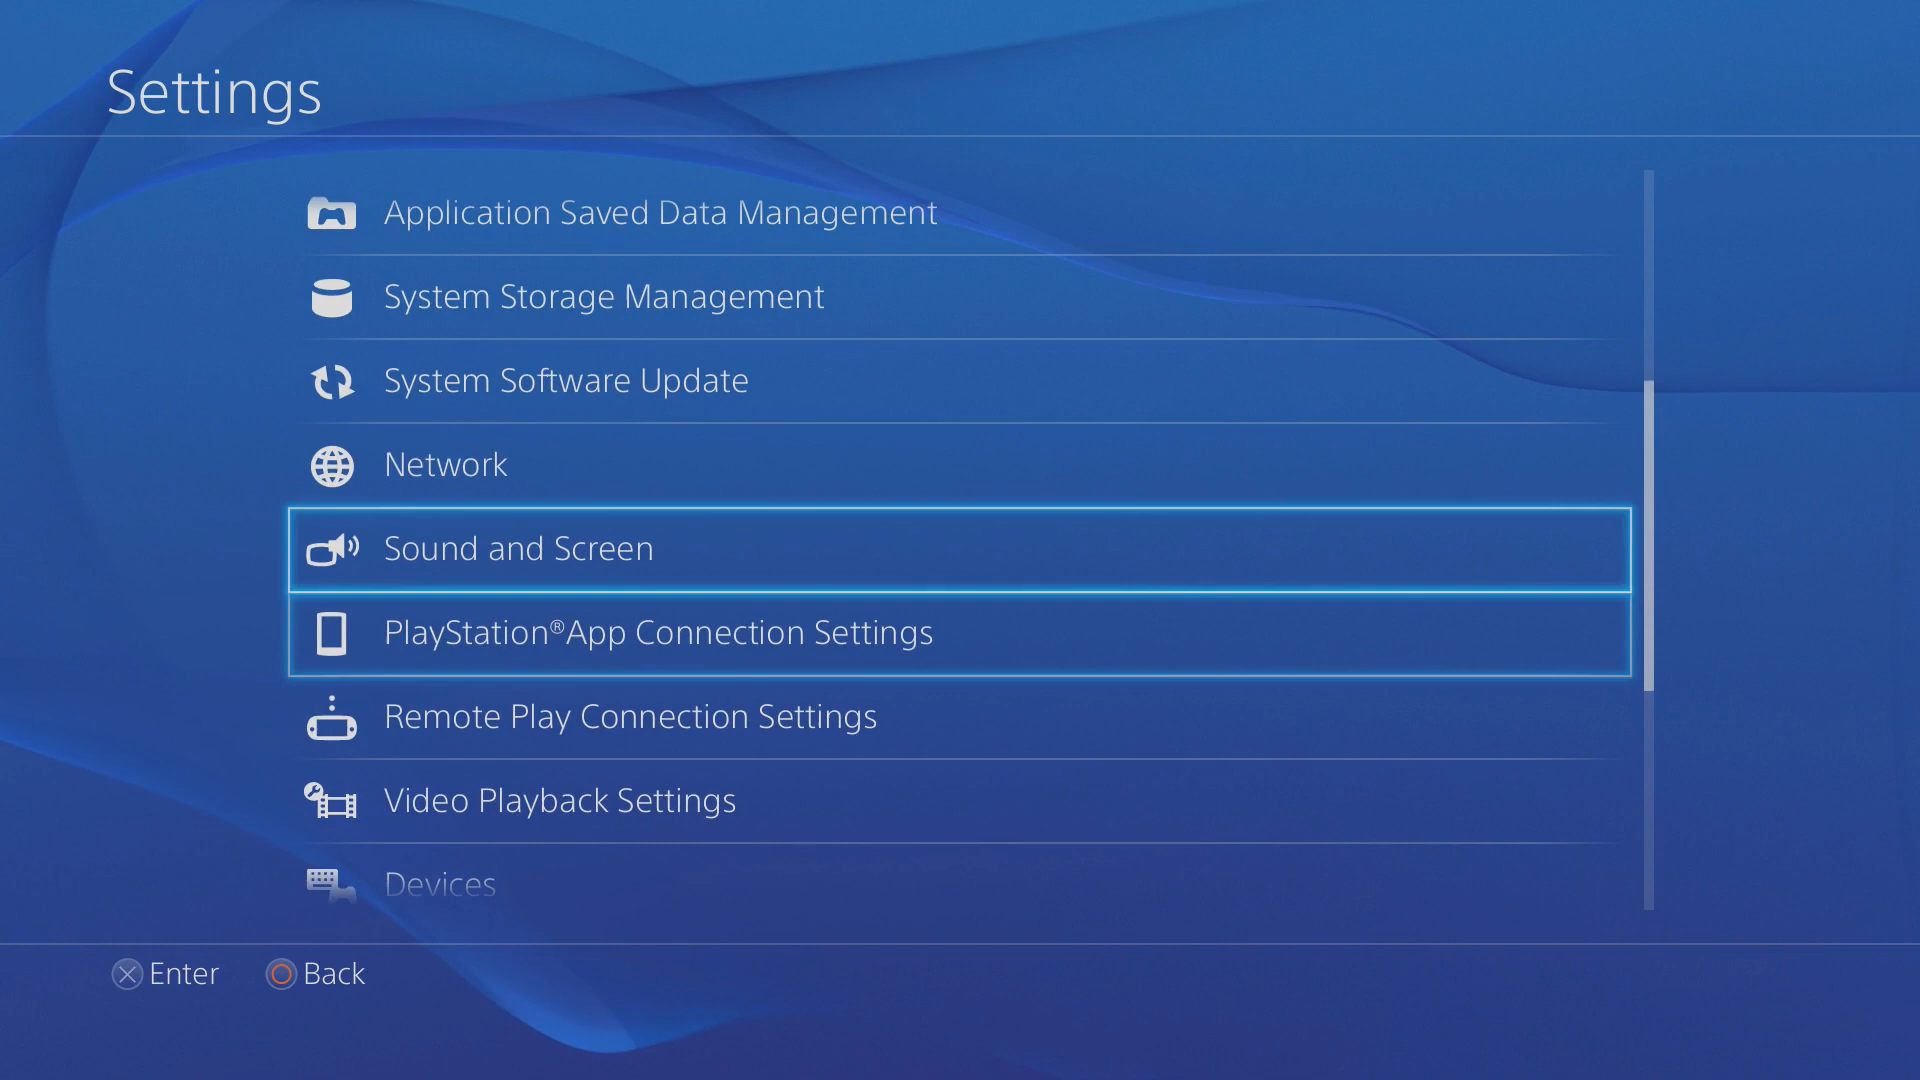 Settings
Application Saved Data Management
System Storage Management
System Software Update
Network
Sound and Screen
PlayStation®App Connection Settings
Remote Play Connection Settings
Video Playback Settings
Devices
Enter Back